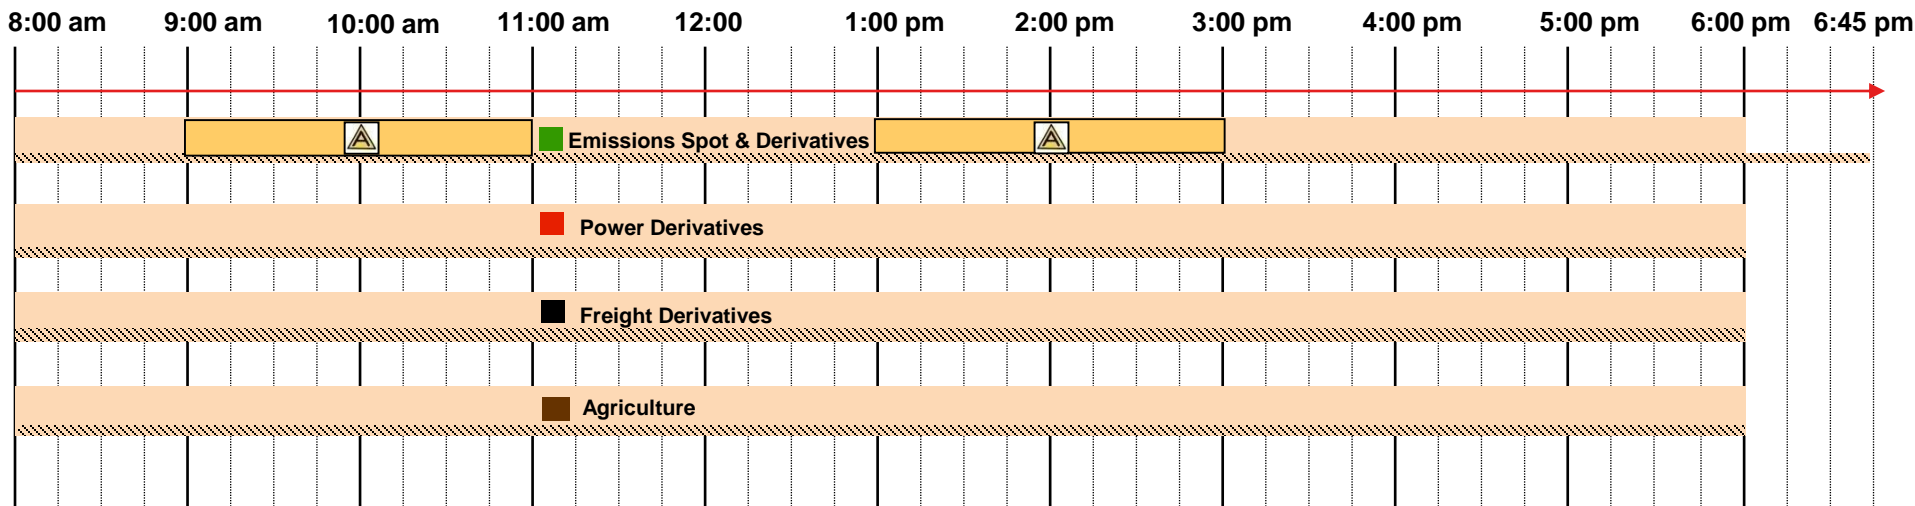 8:00 am 9:00 am 10:00 am 11:00 am 12:00 1:00 pm 2:00 pm 3:00 pm 4:00 pm 5:00 pm 6:00 pm 6:45 pm
A Emissions Spot & Derivatives A
Power Derivatives
Freight Derivatives
Agriculture